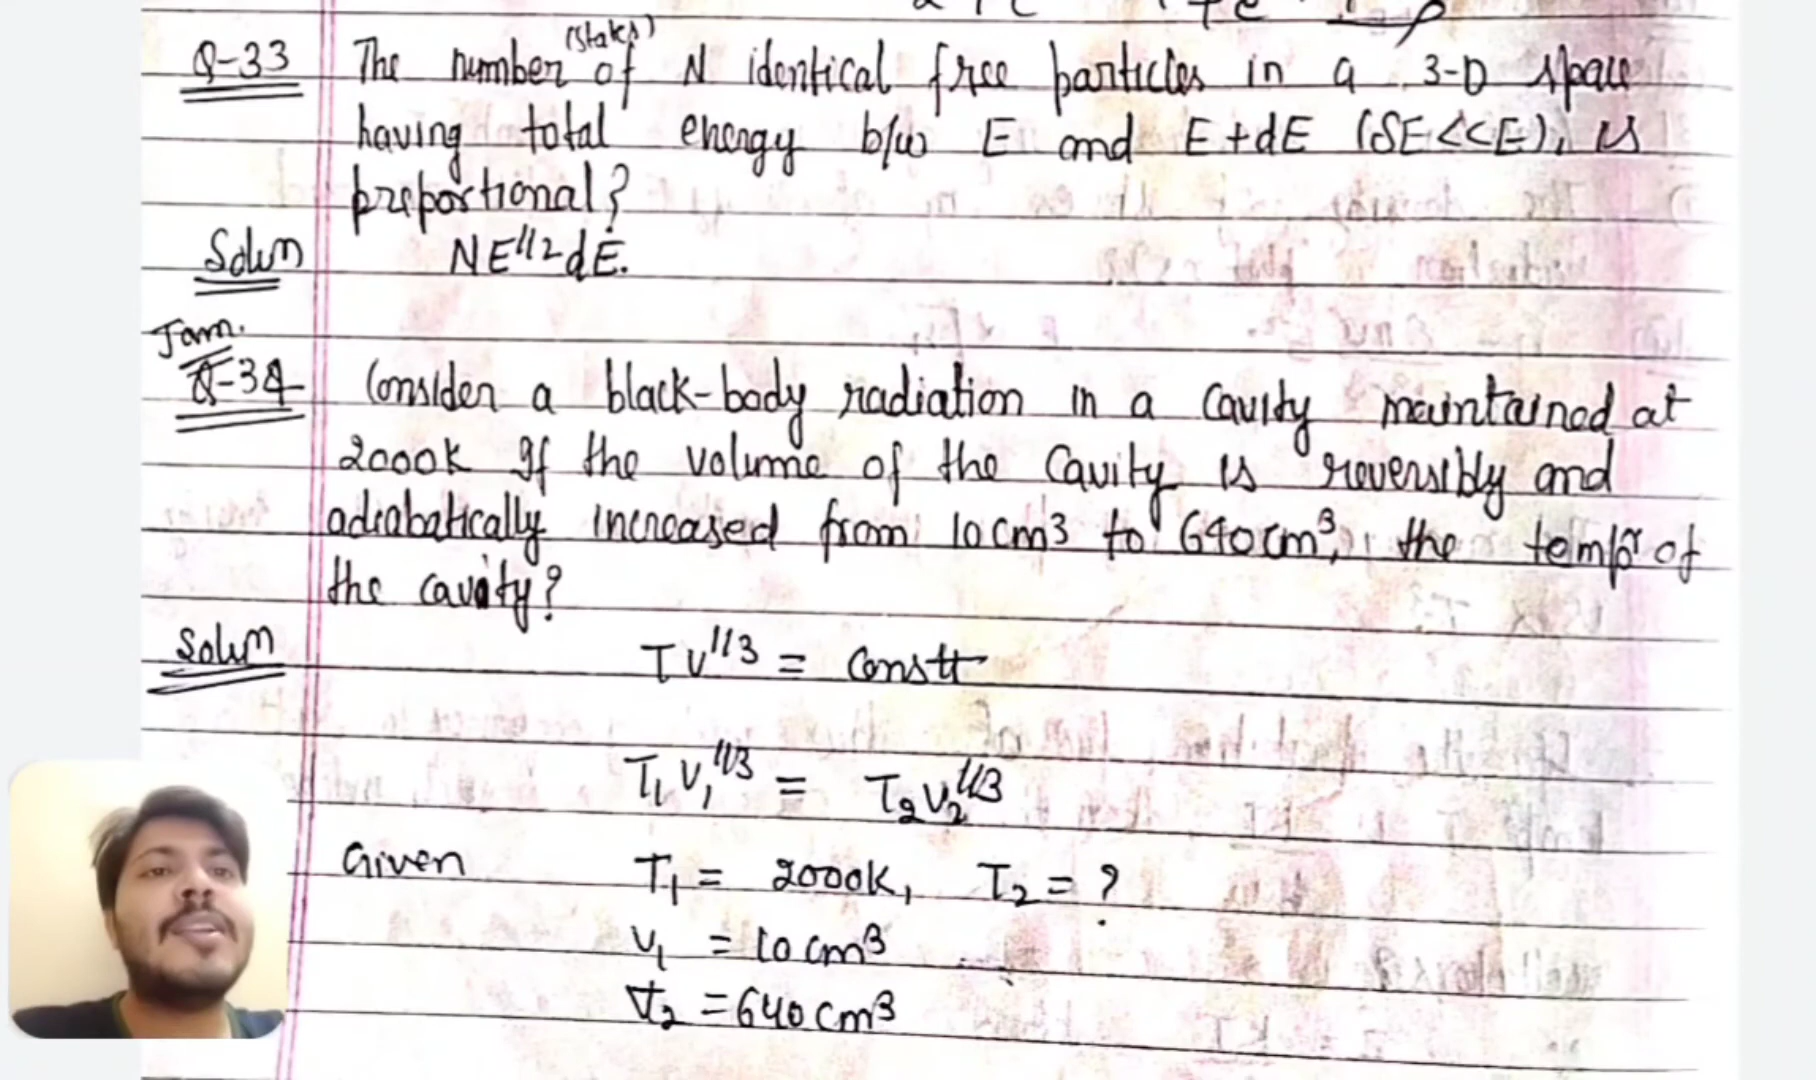 Q-33 The number of (states) N identical free particles in a 3-D space
having total energy b/w E and E+dE (SE<<E), is
proportional?
Solun NE^1/2 dE.
Jam.
Q-34 Consider a black-body radiation in a cavity maintained at
2000K If the volume of the cavity is reversibly and
adiabatically increased from 10cm3 to 640cm3, the tempr of
the cavity?
Solun TV^1/3 = Constt
T1V1^1/3 = T2V2^1/3
Given T1 = 2000K, T2 = ?
V1 = 10 cm3
V2 = 640 cm3